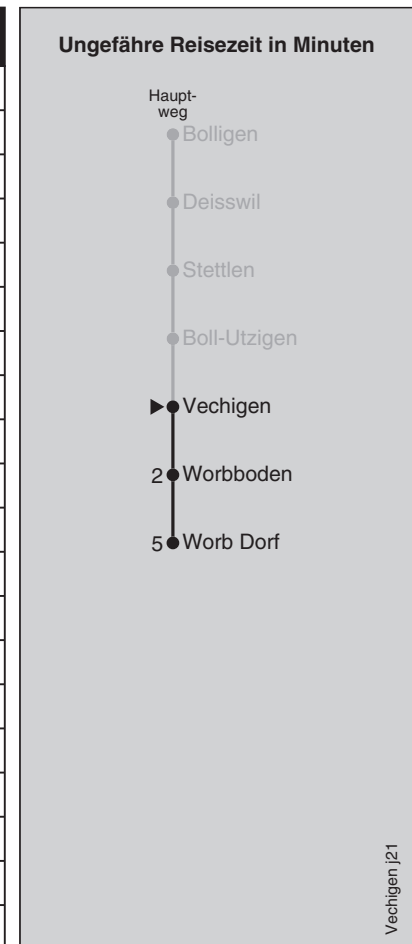 Ungefähre Reisezeit in Minuten
Haupt-
weg
Bolligen
Deisswil
Stettlen
Boll-Utzigen
Vechigen
2 Worbboden
5 Worb Dorf
Vechigen j21